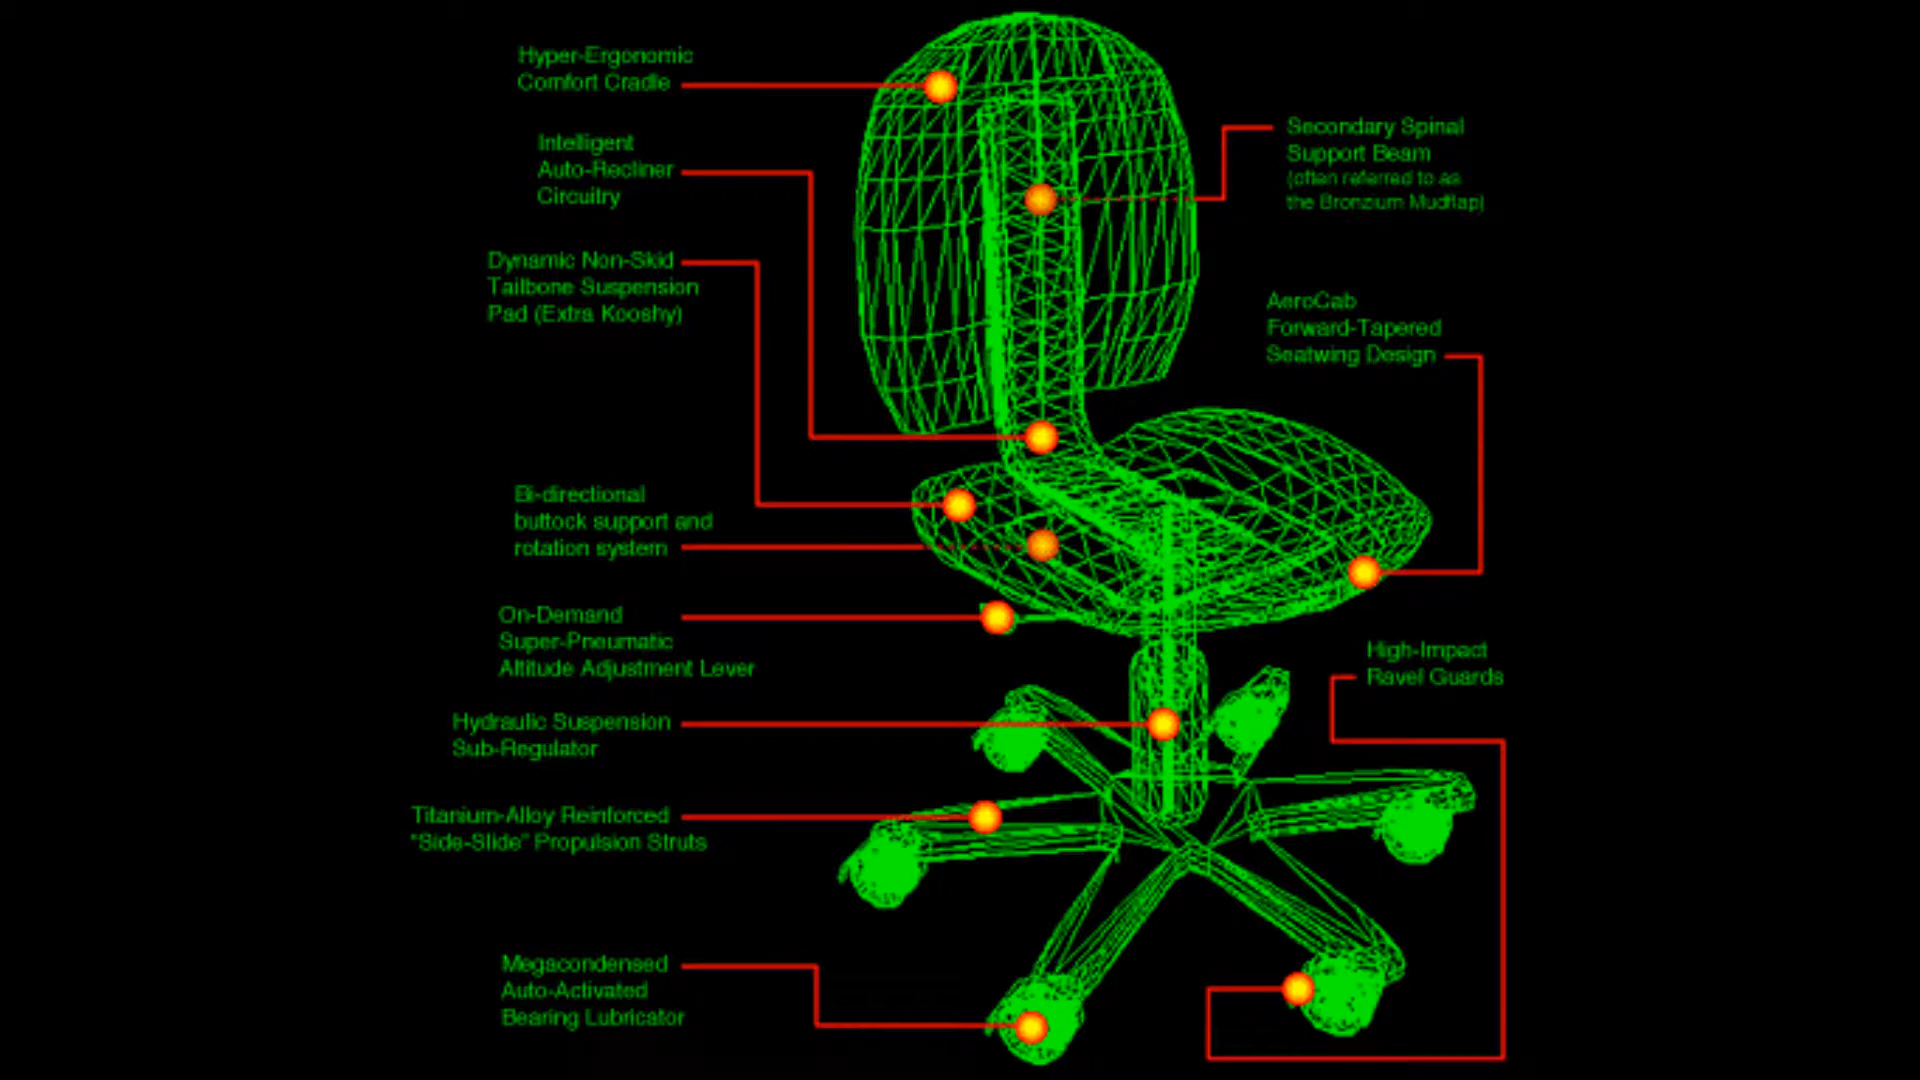 Hyper-Ergonomic
Comfort Cradle
Intelligent
Auto-Recliner
Circuitry
Dynamic Non-Skid
Tailbone Suspension
Pad (Extra Kooshy)
Bi-directional
buttock support and
rotation system
On-Demand
Super-Pneumatic
Altitude Adjustment Lever
Hydraulic Suspension
Sub-Regulator
Titanium-Alloy Reinforced
"Side-Slide" Propulsion Struts
Megacondensed
Auto-Activated
Bearing Lubricator
Secondary Spinal
Support Beam
(often referred to as
the Bronzium Mudflap)
AeroCab
Forward-Tapered
Seatwing Design
High-Impact
Ravel Guards